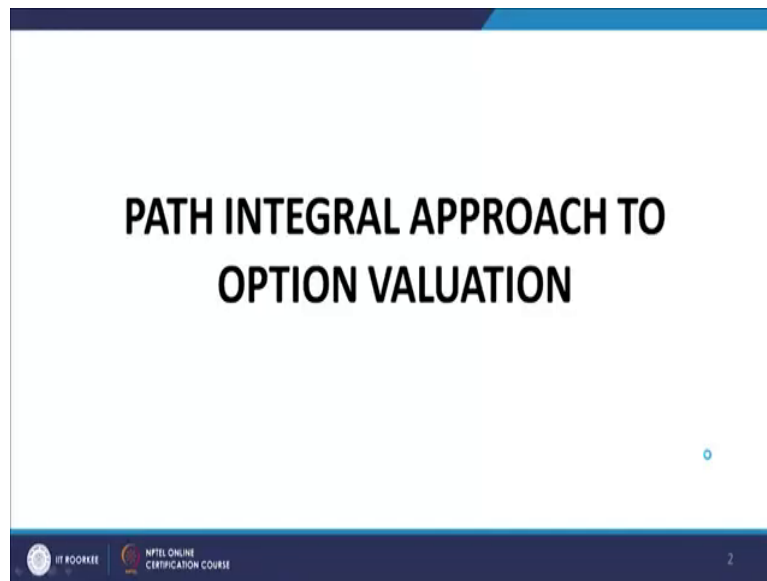 PATH INTEGRAL APPROACH TO
OPTION VALUATION
IIT ROORKEE
NPTEL ONLINE
CERTIFICATION COURSE
2